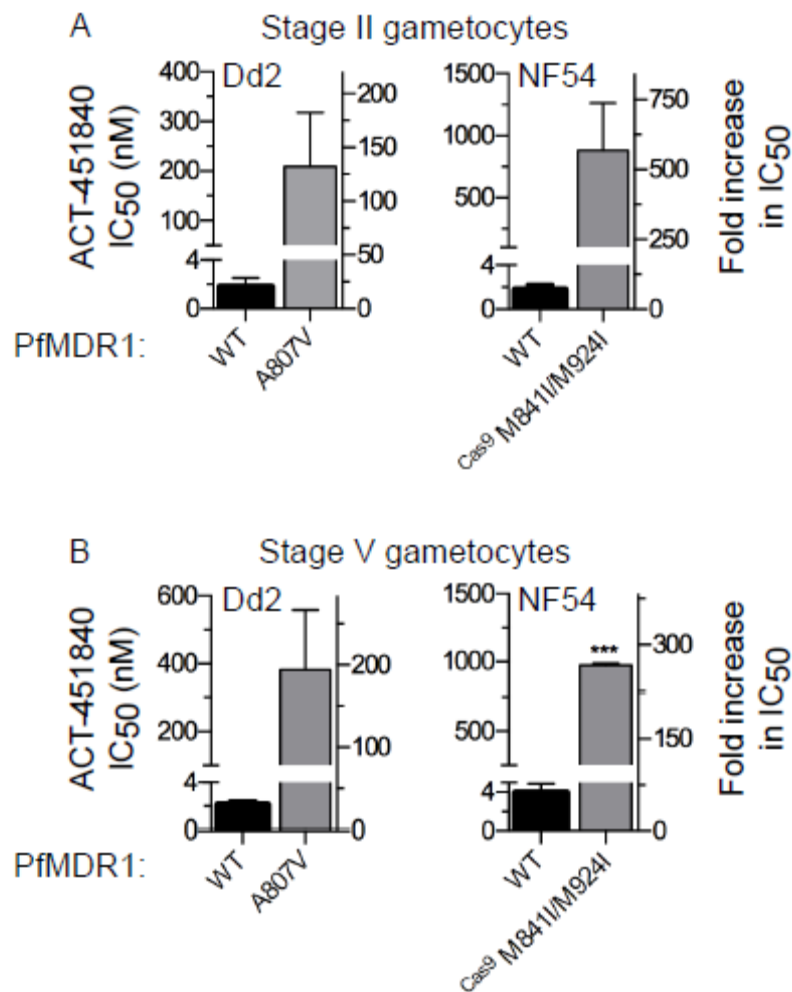 A Stage II gametocytes
Dd2 NF54
400 300 200 100 4 0
200 150 100 50 0
1500 1000 500 4 0
750 500 250 0
ACT-451840
IC50 (nM)
Fold increase
in IC50
PfMDR1: WT A807V WT Cas9 M841I/M924I
B Stage V gametocytes
Dd2 NF54
600 400 200 4 0
200 100 0
1500 1000 500 4 0
***
300 150 0
ACT-451840
IC50 (nM)
Fold increase
in IC50
PfMDR1: WT A807V WT Cas9 M841I/M924I